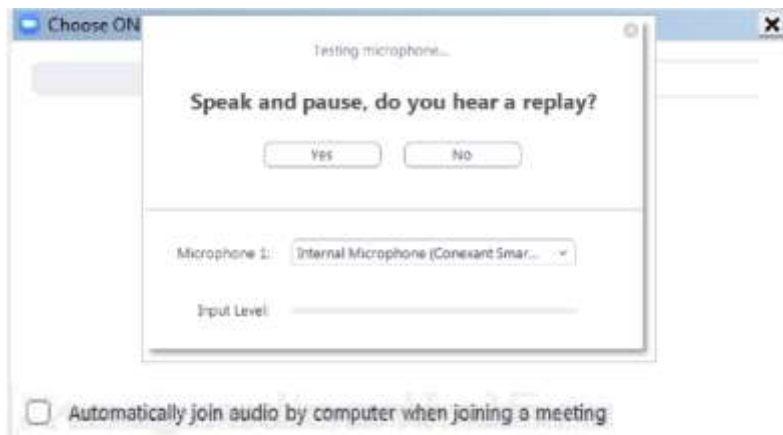 Choose ON
Testing microphone...
Speak and pause, do you hear a replay?
Yes No
Microphone 1: Internal Microphone (Conexant Smar...
Input Level:
Automatically join audio by computer when joining a meeting